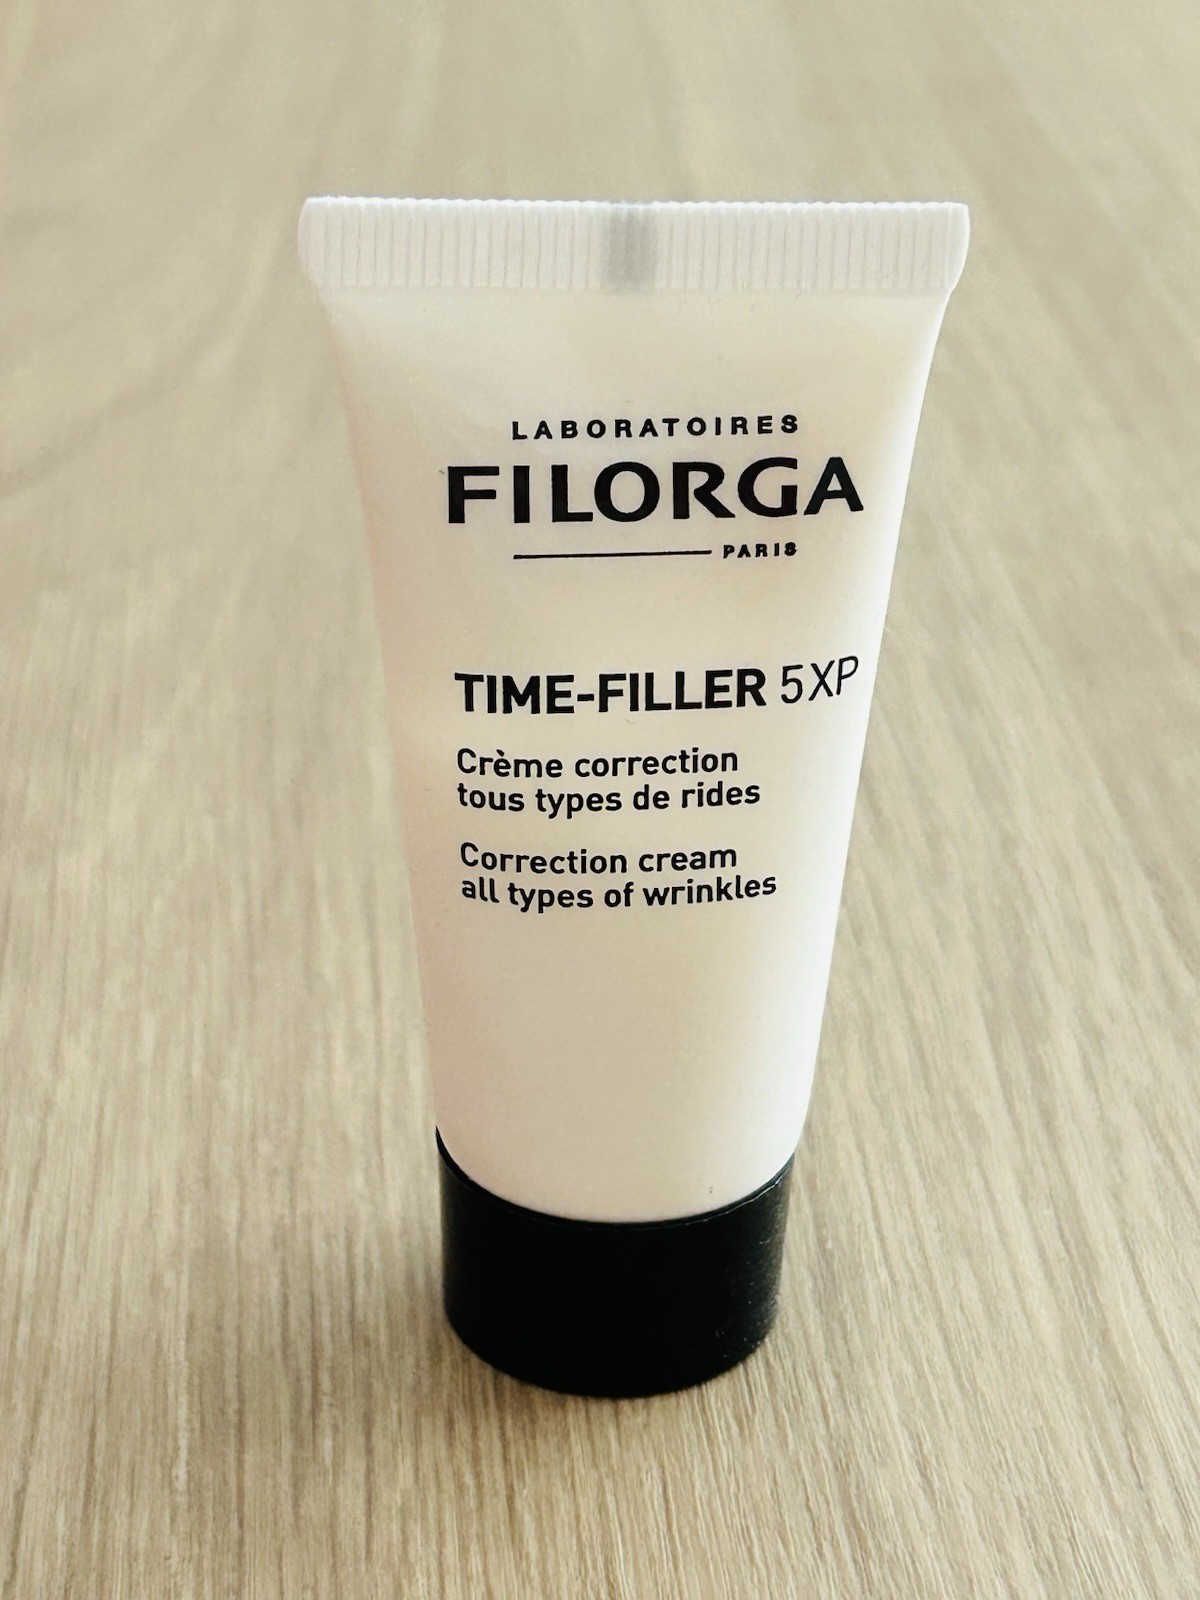 LABORATOIRES
FILORGA
PARIS
TIME-FILLER 5XP
Crème correction
tous types de rides
Correction cream
all types of wrinkles